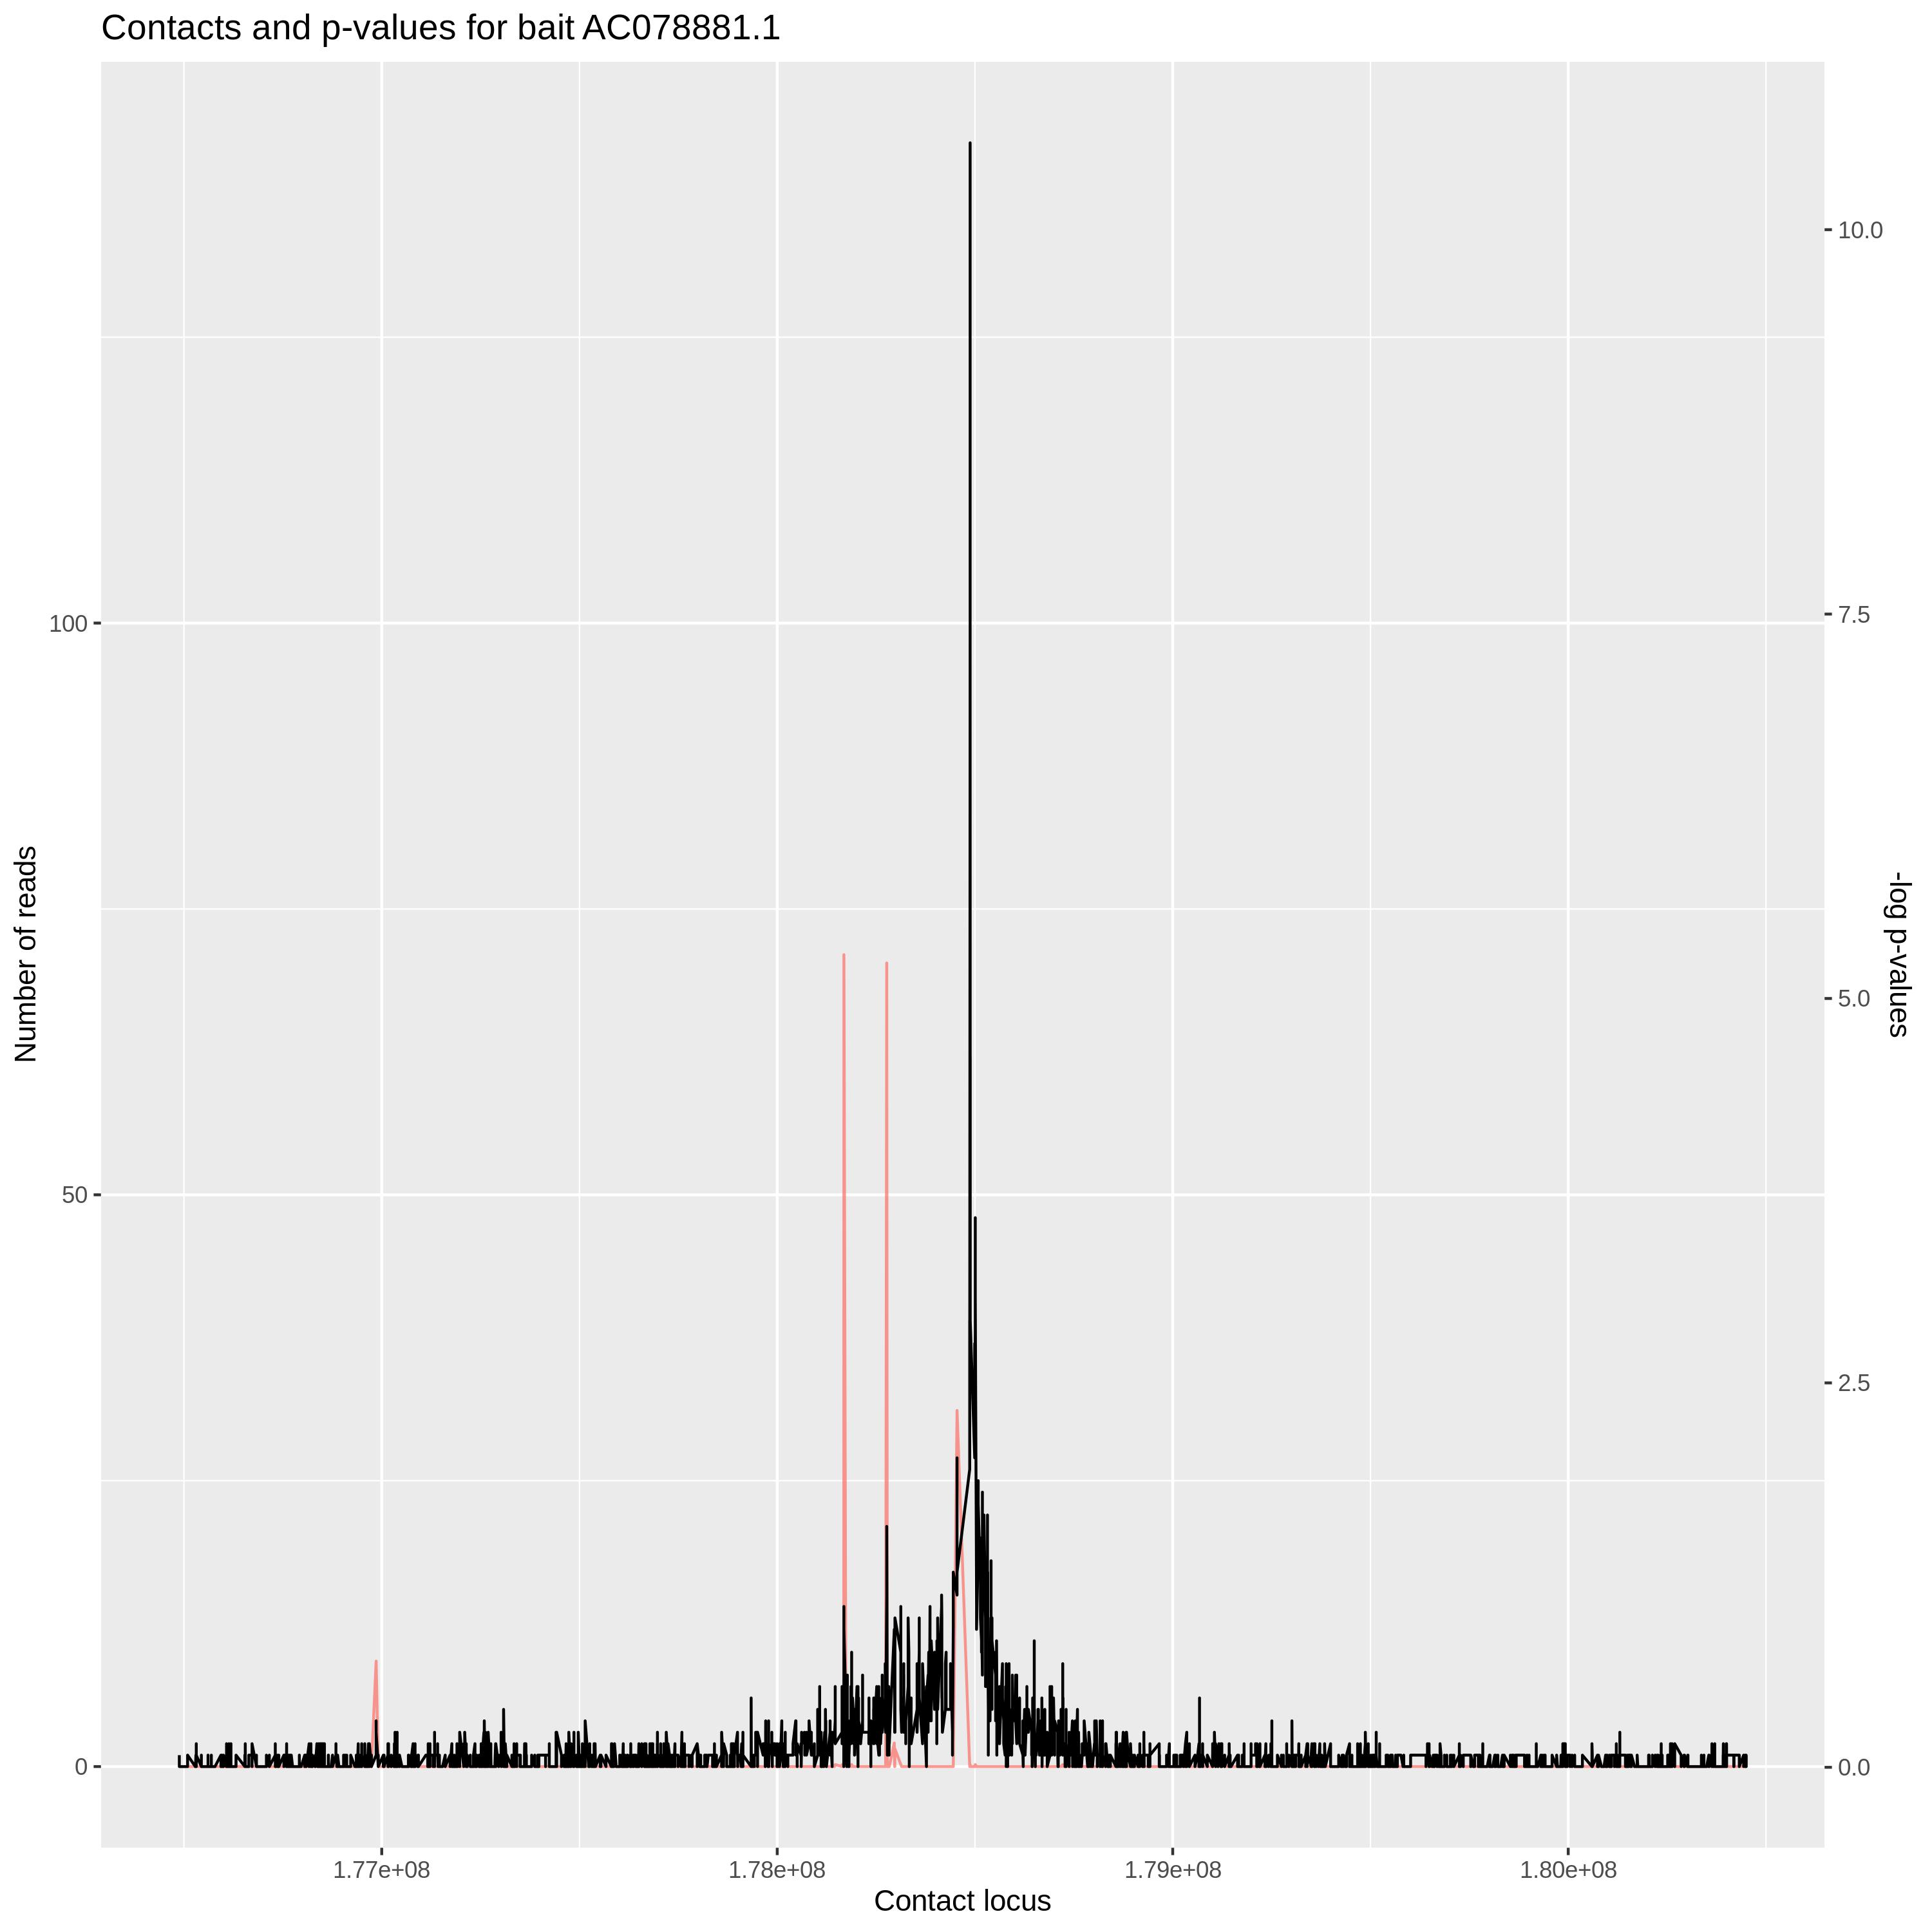 Contacts and p-values for bait AC078881.1
10.0
100
7.5
Number of reads
-log p-values
5.0
50
2.5
0
0.0
1.77e+08 1.78e+08 1.79e+08 1.80e+08
Contact locus